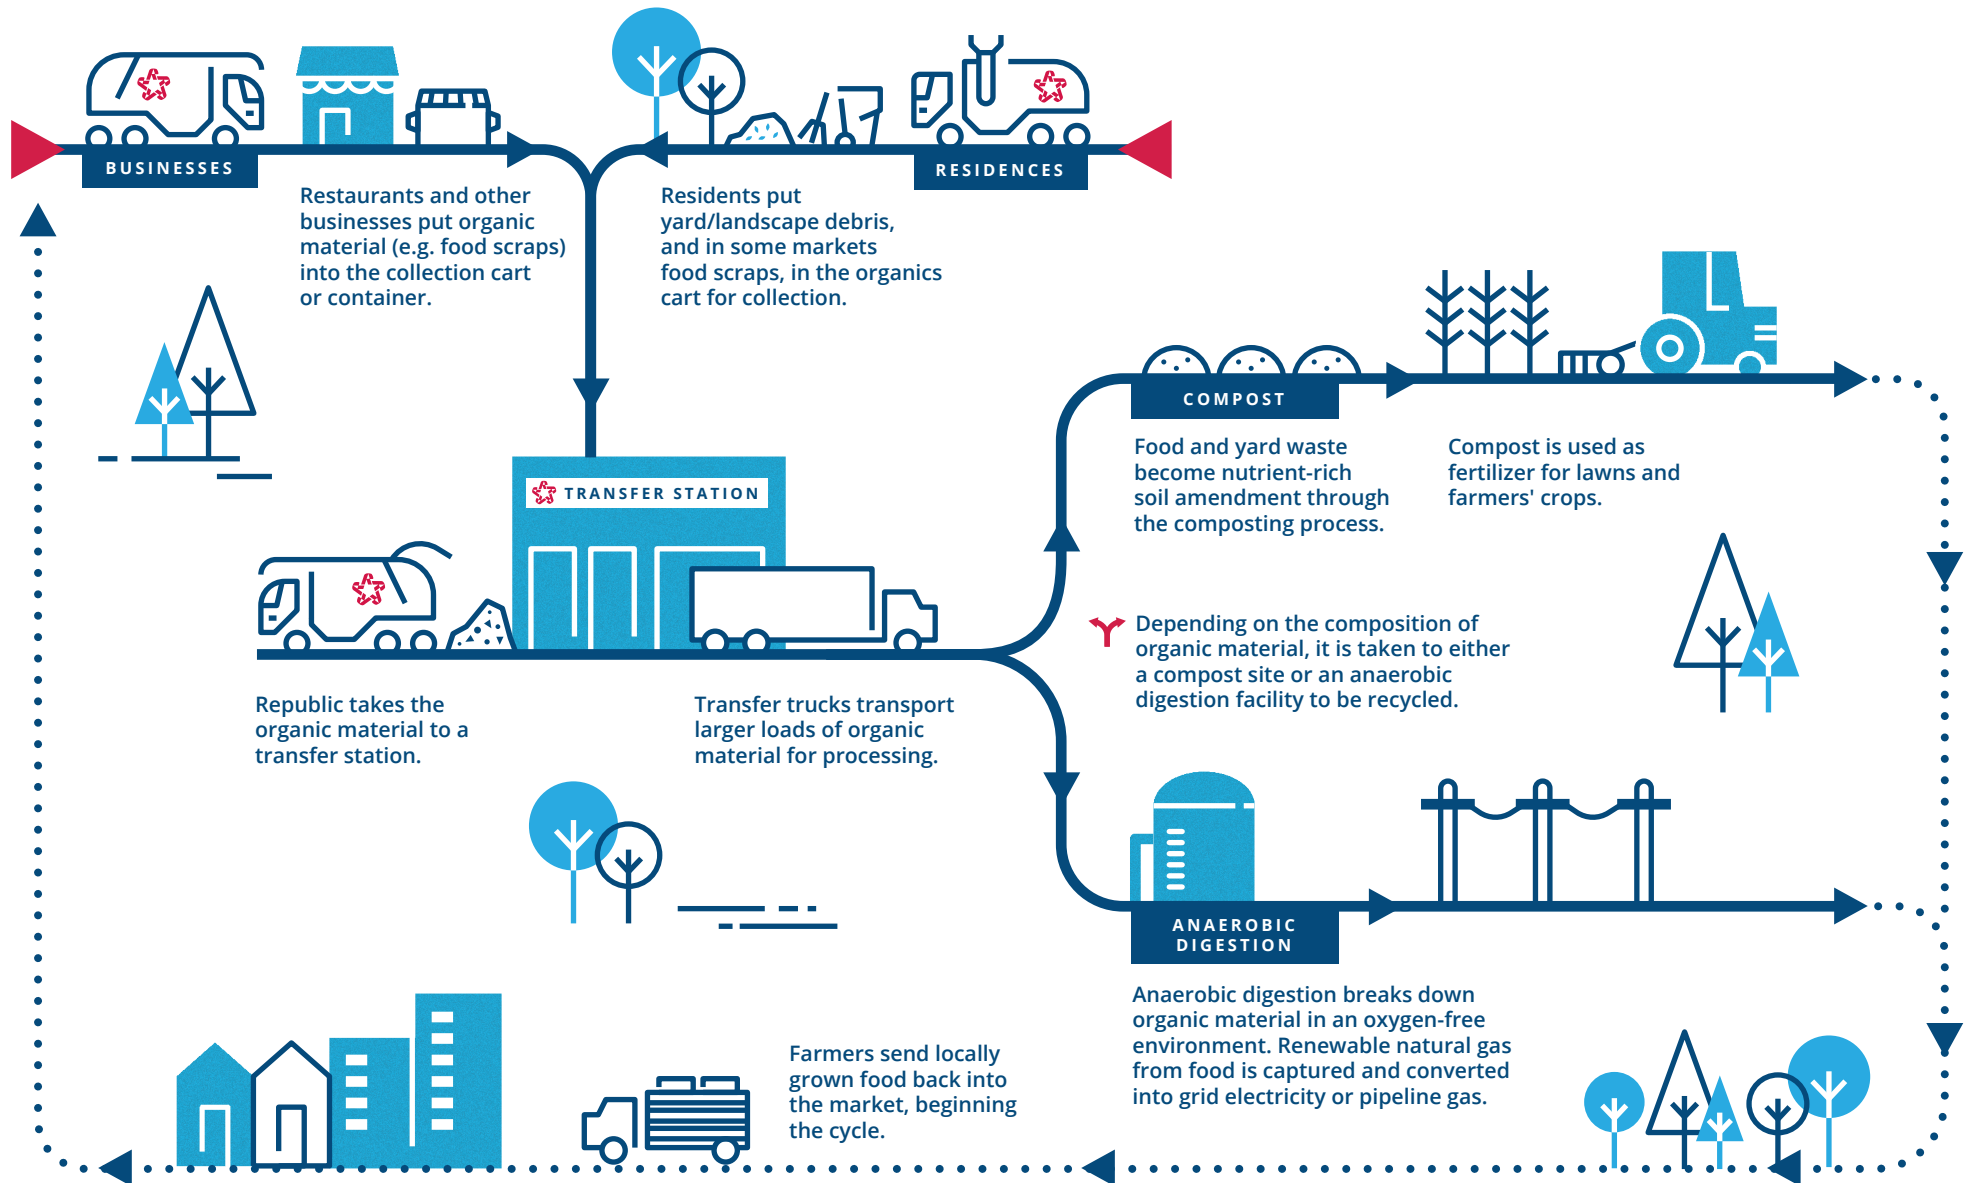 BUSINESSES
Restaurants and other
businesses put organic
material (e.g. food scraps)
into the collection cart
or container.
RESIDENCES
Residents put
yard/landscape debris,
and in some markets
food scraps, in the organics
cart for collection.
TRANSFER STATION
Republic takes the
organic material to a
transfer station.
Transfer trucks transport
larger loads of organic
material for processing.
COMPOST
Food and yard waste
become nutrient-rich
soil amendment through
the composting process.
Compost is used as
fertilizer for lawns and
farmers' crops.
Depending on the composition of
organic material, it is taken to either
a compost site or an anaerobic
digestion facility to be recycled.
ANAEROBIC
DIGESTION
Anaerobic digestion breaks down
organic material in an oxygen-free
environment. Renewable natural gas
from food is captured and converted
into grid electricity or pipeline gas.
Farmers send locally
grown food back into
the market, beginning
the cycle.